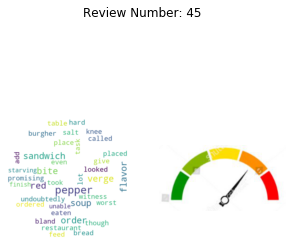 Review Number: 45
table hard
burgher salt knee
place task called
add sandwich placed
even give
starving bite lot looked flavor
promising red took verge
finish pepper
undoubtedly witness
ordered unable soup worst
eaten
bland order though
restaurant
feed bread